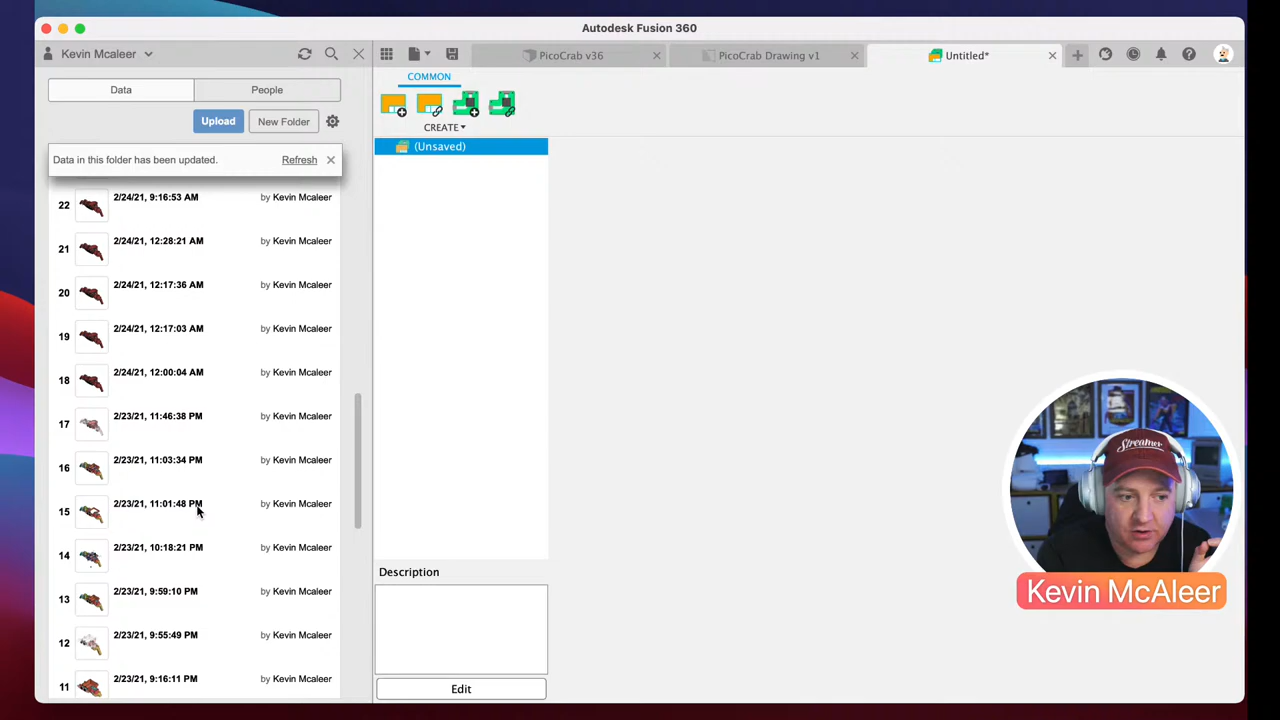 Autodesk Fusion 360
Kevin Mcaleer
PicoCrab v36
PicoCrab Drawing v1
Untitled*
COMMON
Data
People
Upload
New Folder
CREATE
(Unsaved)
Data in this folder has been updated.
Refresh
22 2/24/21, 9:16:53 AM by Kevin Mcaleer
21 2/24/21, 12:28:21 AM by Kevin Mcaleer
20 2/24/21, 12:17:36 AM by Kevin Mcaleer
19 2/24/21, 12:17:03 AM by Kevin Mcaleer
18 2/24/21, 12:00:04 AM by Kevin Mcaleer
17 2/23/21, 11:46:38 PM by Kevin Mcaleer
16 2/23/21, 11:03:34 PM by Kevin Mcaleer
15 2/23/21, 11:01:48 PM by Kevin Mcaleer
14 2/23/21, 10:18:21 PM by Kevin Mcaleer
13 2/23/21, 9:59:10 PM by Kevin Mcaleer
12 2/23/21, 9:55:49 PM by Kevin Mcaleer
11 2/23/21, 9:16:11 PM by Kevin Mcaleer
Description
Edit
Streamer
Kevin McAleer